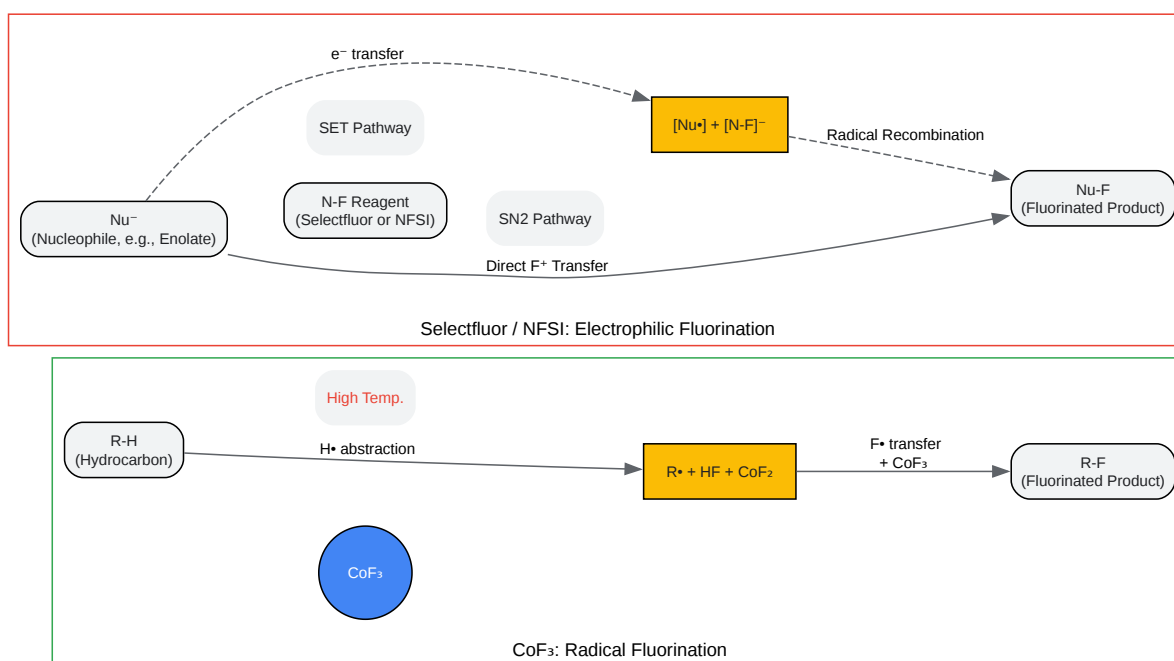 e⁻ transfer
SET Pathway
[Nu•] + [N-F]⁻
Radical Recombination
Nu⁻
(Nucleophile, e.g., Enolate)
N-F Reagent
(Selectfluor or NFSI)
SN2 Pathway
Nu-F
(Fluorinated Product)
Direct F⁺ Transfer
Selectfluor / NFSI: Electrophilic Fluorination
High Temp.
R-H
(Hydrocarbon)
H• abstraction
R• + HF + CoF₂
F• transfer
+ CoF₃
R-F
(Fluorinated Product)
CoF₃
CoF₃: Radical Fluorination